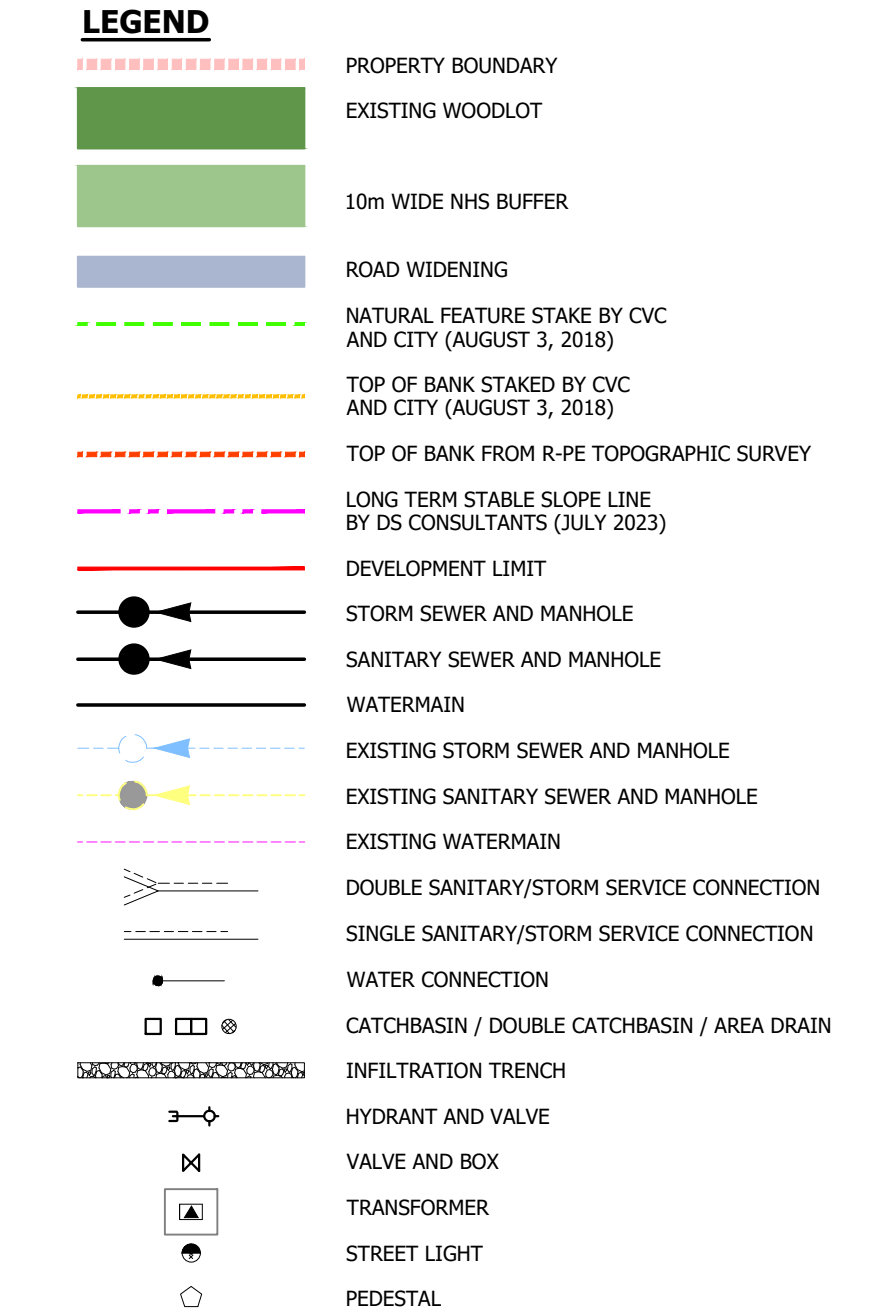 LEGEND
PROPERTY BOUNDARY
EXISTING WOODLOT
10m WIDE NHS BUFFER
ROAD WIDENING
NATURAL FEATURE STAKE BY CVC
AND CITY (AUGUST 3, 2018)
TOP OF BANK STAKED BY CVC
AND CITY (AUGUST 3, 2018)
TOP OF BANK FROM R-PE TOPOGRAPHIC SURVEY
LONG TERM STABLE SLOPE LINE
BY DS CONSULTANTS (JULY 2023)
DEVELOPMENT LIMIT
STORM SEWER AND MANHOLE
SANITARY SEWER AND MANHOLE
WATERMAIN
EXISTING STORM SEWER AND MANHOLE
EXISTING SANITARY SEWER AND MANHOLE
EXISTING WATERMAIN
DOUBLE SANITARY/STORM SERVICE CONNECTION
SINGLE SANITARY/STORM SERVICE CONNECTION
WATER CONNECTION
CATCHBASIN / DOUBLE CATCHBASIN / AREA DRAIN
INFILTRATION TRENCH
HYDRANT AND VALVE
VALVE AND BOX
TRANSFORMER
STREET LIGHT
PEDESTAL